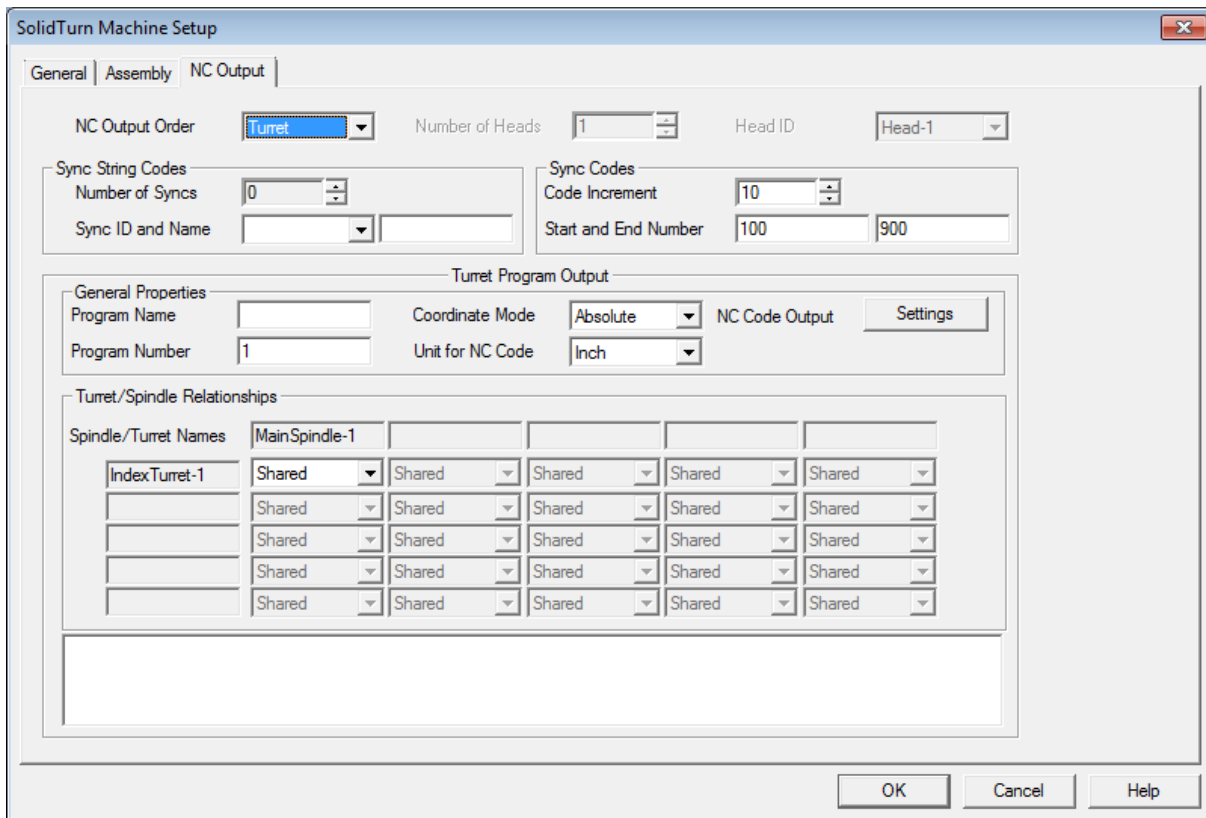 SolidTurn Machine Setup
General Assembly NC Output
NC Output Order Turret Number of Heads 1 Head ID Head-1
Sync String Codes Sync Codes
Number of Syncs 0 Code Increment 10
Sync ID and Name Start and End Number 100 900
Turret Program Output
General Properties
Program Name Coordinate Mode Absolute NC Code Output Settings
Program Number 1 Unit for NC Code Inch
Turret/Spindle Relationships
Spindle/Turret Names MainSpindle-1
IndexTurret-1 Shared Shared Shared Shared Shared
Shared Shared Shared Shared Shared
Shared Shared Shared Shared Shared
Shared Shared Shared Shared Shared
Shared Shared Shared Shared Shared
OK Cancel Help